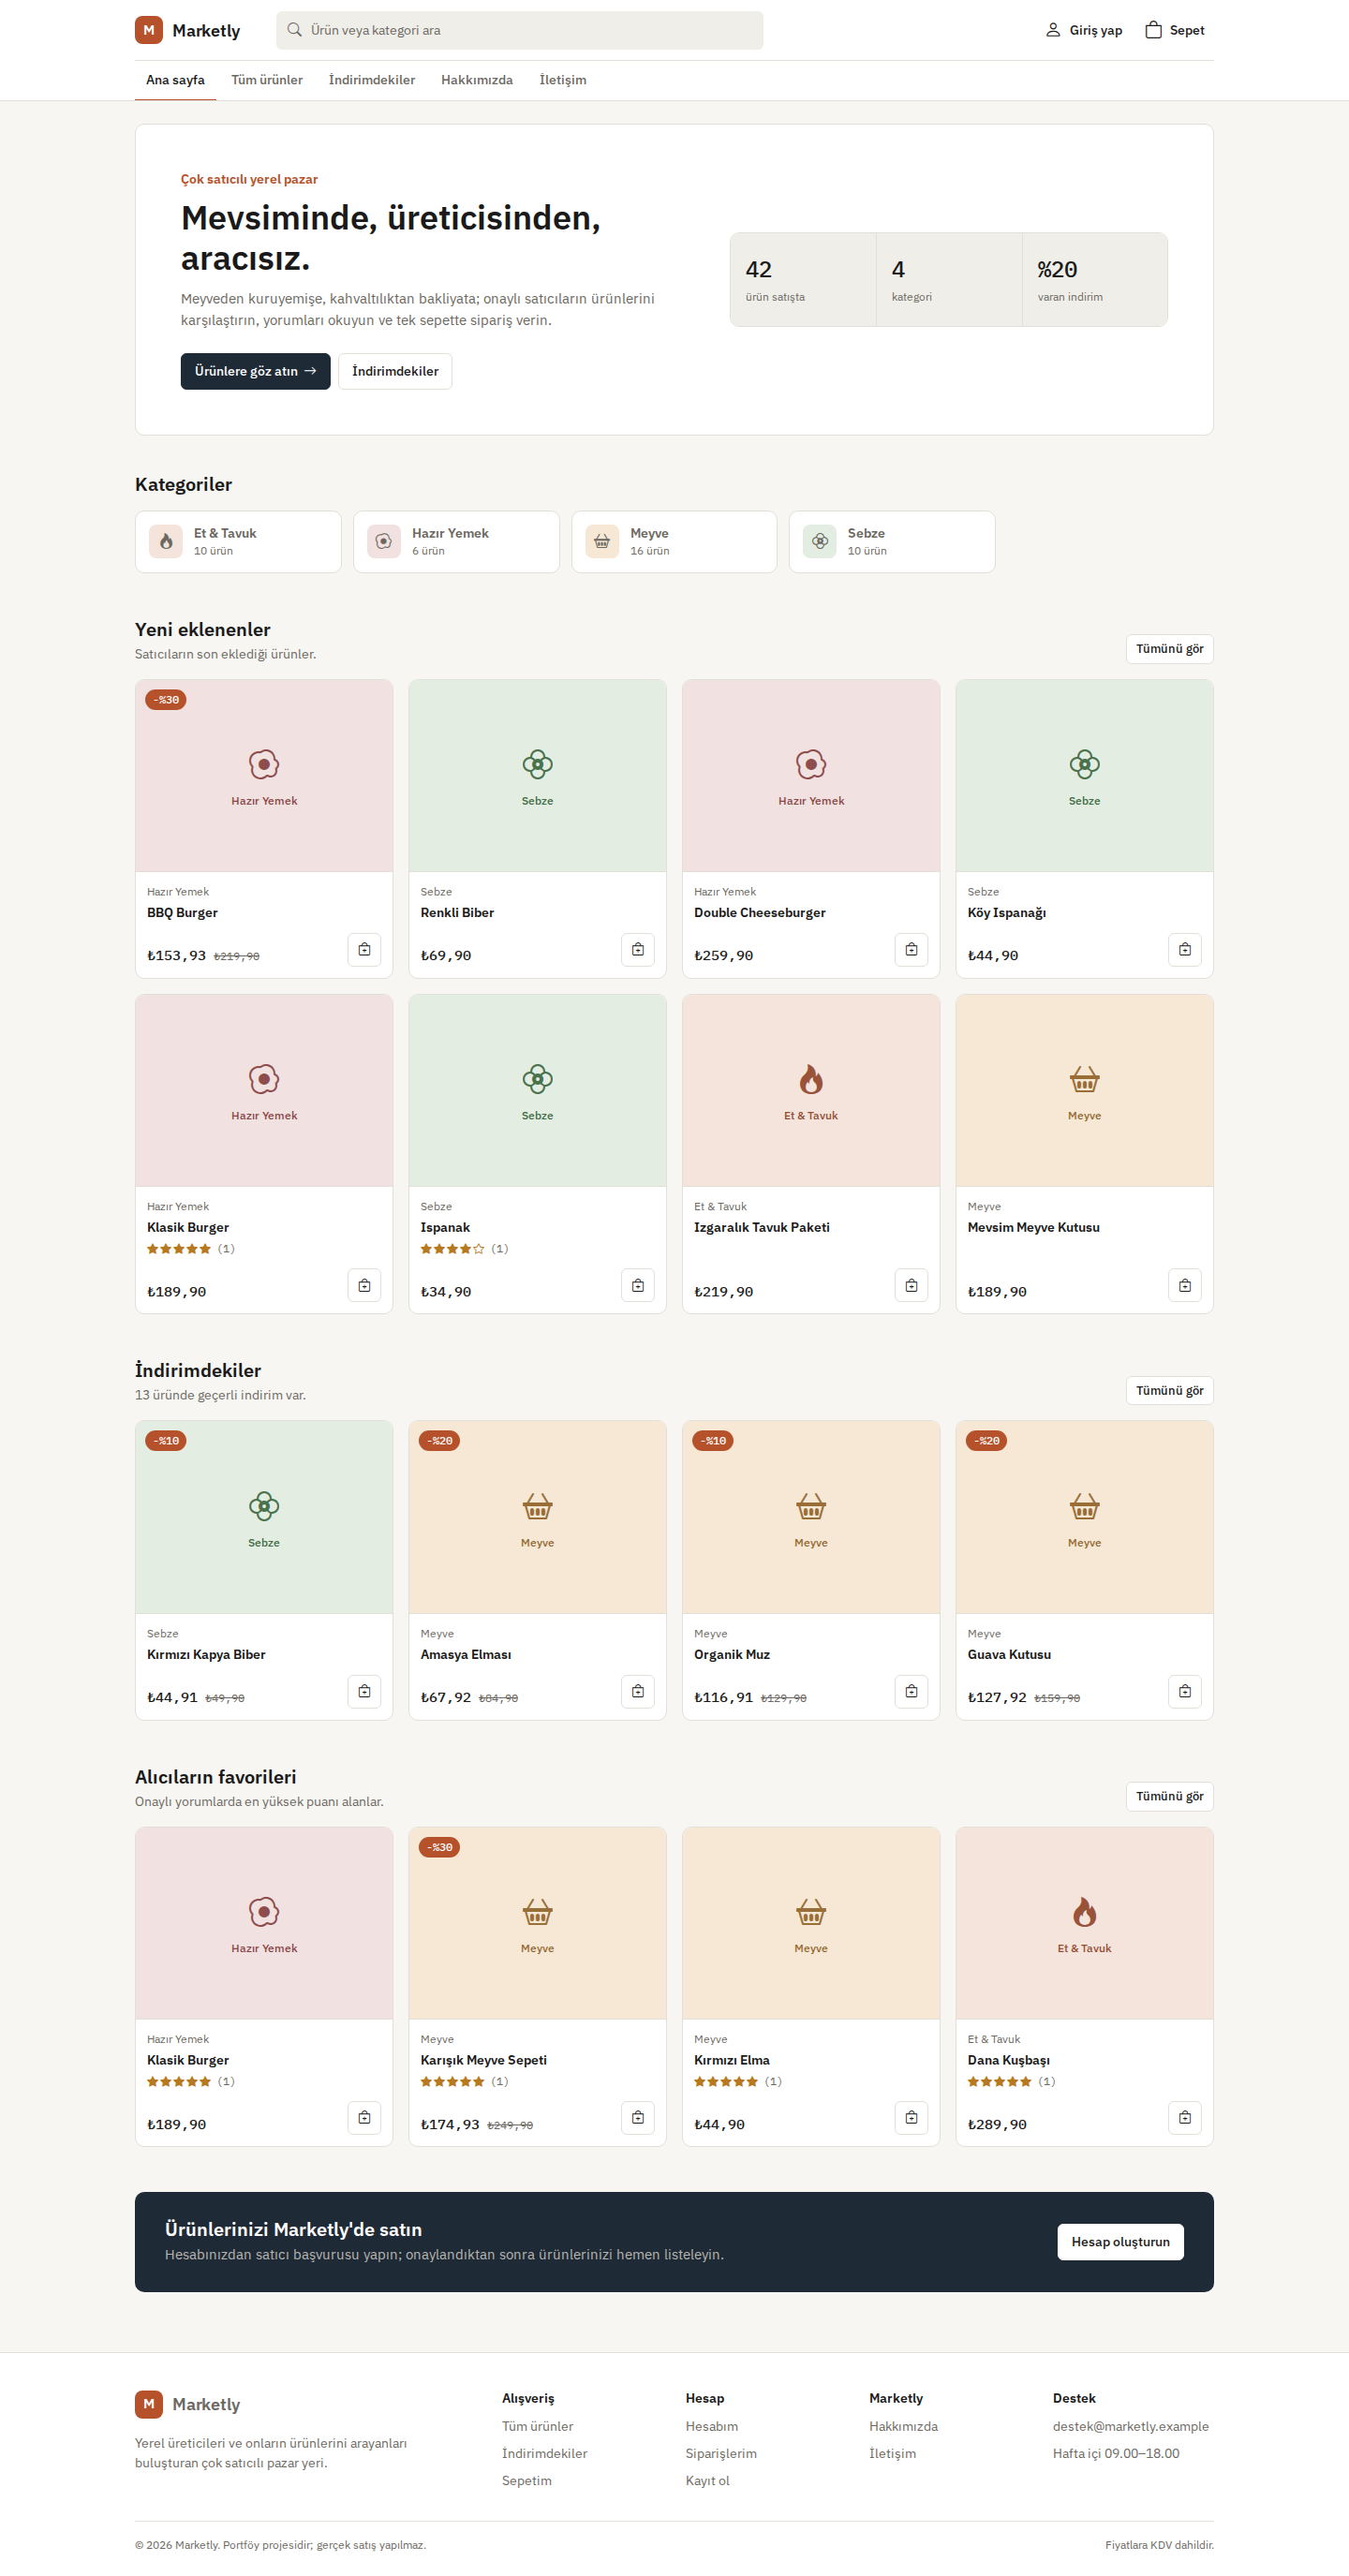 M Marketly
Ürün veya kategori ara
Giriş yap
Sepet
Ana sayfa
Tüm ürünler
İndirimdekiler
Hakkımızda
İletişim
Çok satıcılı yerel pazar
Mevsiminde, üreticisinden,
aracısız.
Meyveden kuruyemişe, kahvaltılıktan bakliyata; onaylı satıcıların ürünlerini
karşılaştırın, yorumları okuyun ve tek sepette sipariş verin.
Ürünlere göz atın →
İndirimdekiler
42
ürün satışta
4
kategori
%20
varan indirim
Kategoriler
Et & Tavuk
10 ürün
Hazır Yemek
6 ürün
Meyve
16 ürün
Sebze
10 ürün
Yeni eklenenler
Satıcıların son eklediği ürünler.
Tümünü gör
-%30
Hazır Yemek
Hazır Yemek
BBQ Burger
₺153,93 ₺219,90
Sebze
Sebze
Renkli Biber
₺69,90
Hazır Yemek
Hazır Yemek
Double Cheeseburger
₺259,90
Sebze
Sebze
Köy Ispanağı
₺44,90
Hazır Yemek
Hazır Yemek
Klasik Burger
★★★★★ (1)
₺189,90
Sebze
Sebze
Ispanak
★★★★☆ (1)
₺34,90
Et & Tavuk
Et & Tavuk
Izgaralık Tavuk Paketi
₺219,90
Meyve
Meyve
Mevsim Meyve Kutusu
₺189,90
İndirimdekiler
13 üründe geçerli indirim var.
Tümünü gör
-%10
Sebze
Sebze
Kırmızı Kapya Biber
₺44,91 ₺49,90
-%20
Meyve
Meyve
Amasya Elması
₺67,92 ₺84,90
-%10
Meyve
Meyve
Organik Muz
₺116,91 ₺129,90
-%20
Meyve
Meyve
Guava Kutusu
₺127,92 ₺159,90
Alıcıların favorileri
Onaylı yorumlarda en yüksek puanı alanlar.
Tümünü gör
Hazır Yemek
Hazır Yemek
Klasik Burger
★★★★★ (1)
₺189,90
-%30
Meyve
Meyve
Karışık Meyve Sepeti
★★★★★ (1)
₺174,93 ₺249,90
Meyve
Meyve
Kırmızı Elma
★★★★★ (1)
₺44,90
Et & Tavuk
Et & Tavuk
Dana Kuşbaşı
★★★★★ (1)
₺289,90
Ürünlerinizi Marketly'de satın
Hesabınızdan satıcı başvurusu yapın; onaylandıktan sonra ürünlerinizi hemen listeleyin.
Hesap oluşturun
M Marketly
Yerel üreticileri ve onların ürünlerini arayanları
buluşturan çok satıcılı pazar yeri.
Alışveriş
Tüm ürünler
İndirimdekiler
Sepetim
Hesap
Hesabım
Siparişlerim
Kayıt ol
Marketly
Hakkımızda
İletişim
Destek
destek@marketly.example
Hafta içi 09.00–18.00
© 2026 Marketly. Portföy projesidir; gerçek satış yapılmaz.
Fiyatlara KDV dahildir.